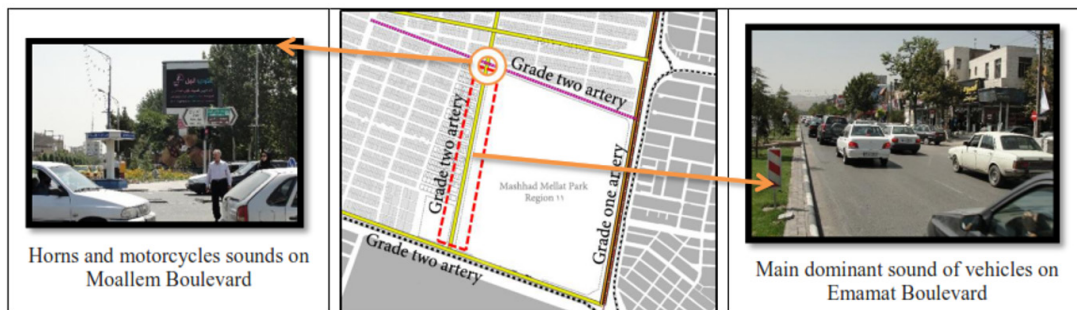 Horns and motorcycles sounds on
Moallem Boulevard
Grade two artery
Grade two artery
Mashhad Mellat Park
Region ۱۱
Grade one artery
Grade two artery
Main dominant sound of vehicles on
Emamat Boulevard